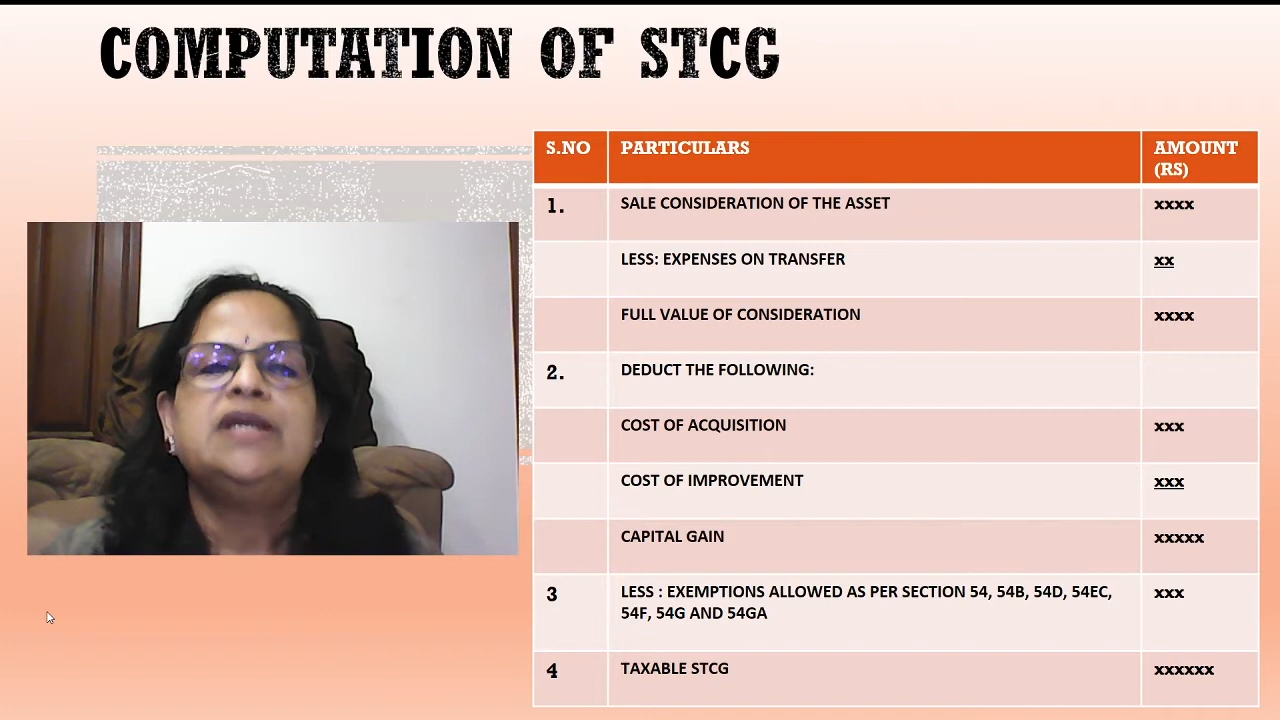 COMPUTATION OF STCG
S.NO PARTICULARS AMOUNT
(RS)
1. SALE CONSIDERATION OF THE ASSET xxxx
LESS: EXPENSES ON TRANSFER xx
FULL VALUE OF CONSIDERATION xxxx
2. DEDUCT THE FOLLOWING:
COST OF ACQUISITION xxx
COST OF IMPROVEMENT xxx
CAPITAL GAIN xxxxx
3 LESS : EXEMPTIONS ALLOWED AS PER SECTION 54, 54B, 54D, 54EC, xxx
54F, 54G AND 54GA
4 TAXABLE STCG xxxxxx